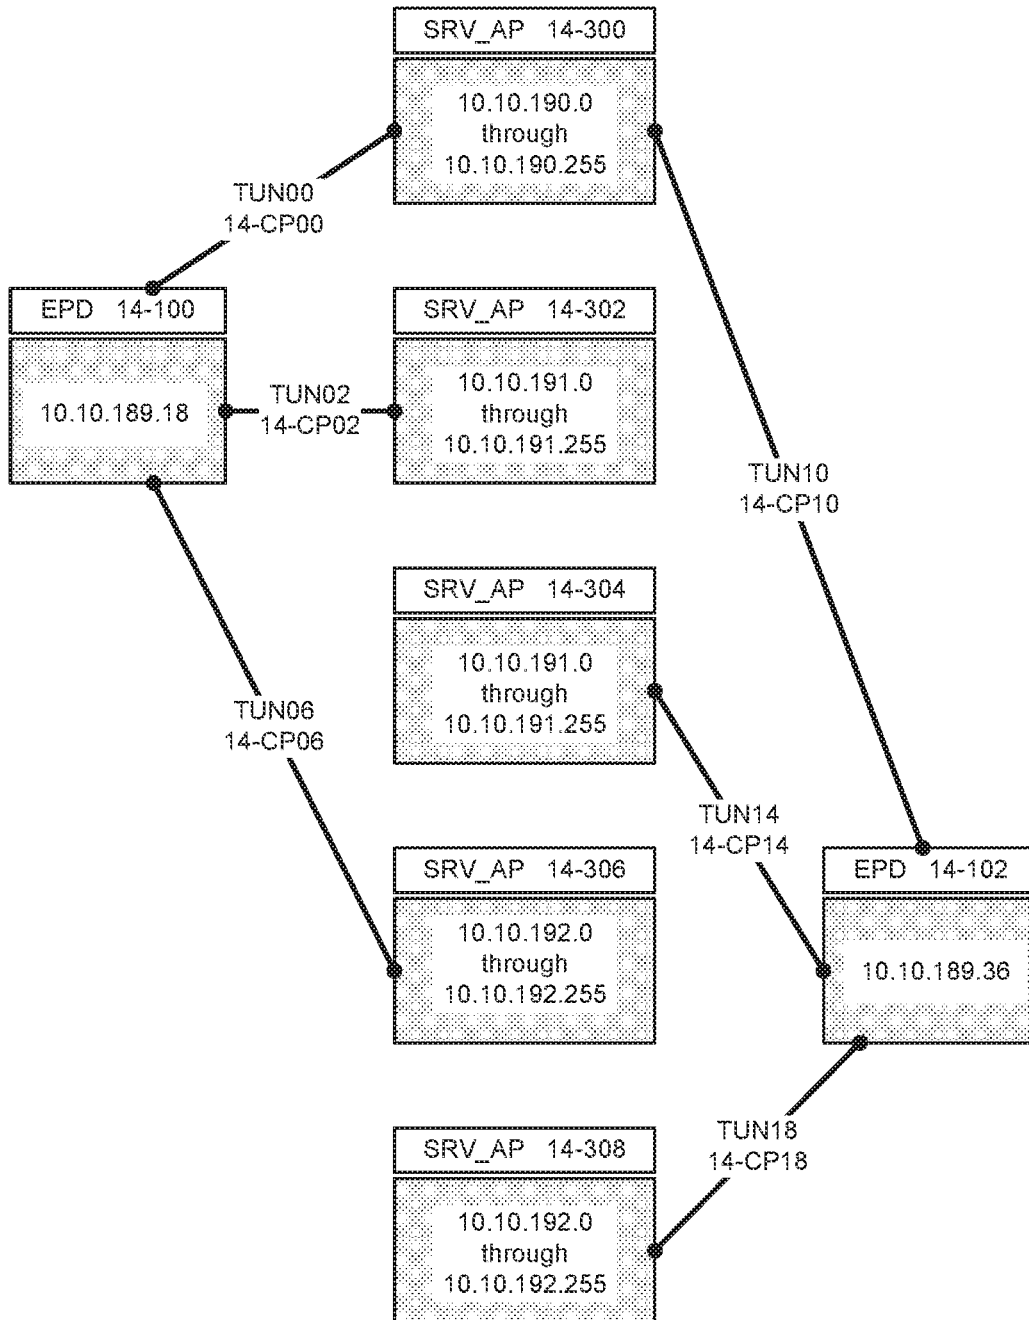 SRV_AP 14-300
10.10.190.0
through
10.10.190.255
TUN00
14-CP00
EPD 14-100
10.10.189.18
TUN02
14-CP02
SRV_AP 14-302
10.10.191.0
through
10.10.191.255
TUN10
14-CP10
SRV_AP 14-304
10.10.191.0
through
10.10.191.255
TUN06
14-CP06
TUN14
14-CP14
SRV_AP 14-306
10.10.192.0
through
10.10.192.255
EPD 14-102
10.10.189.36
TUN18
14-CP18
SRV_AP 14-308
10.10.192.0
through
10.10.192.255